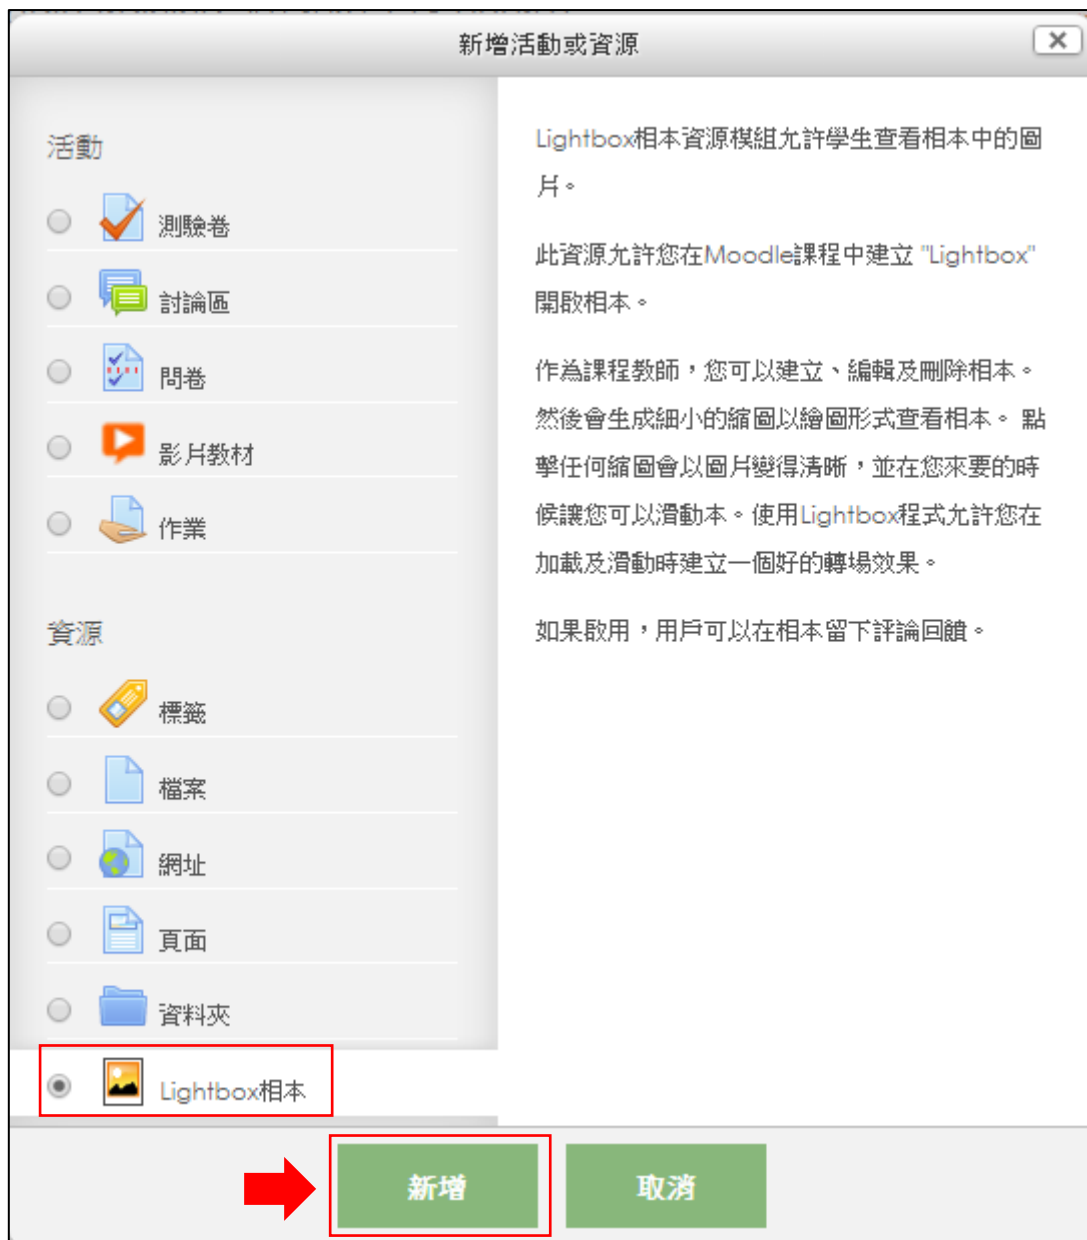 新增活動或資源
活動
測驗卷
討論區
問卷
影片教材
作業
資源
標籤
檔案
網址
頁面
資料夾
Lightbox相本
Lightbox相本資源模組允許學生查看相本中的圖
片。
此資源允許您在Moodle課程中建立 "Lightbox"
開啟相本。
作為課程教師，您可以建立、編輯及刪除相本。
然後會生成細小的縮圖以繪圖形式查看相本。 點
擊任何縮圖會以圖片變得清晰，並在您來要的時
候讓您可以滑動本。使用Lightbox程式允許您在
加載及滑動時建立一個好的轉場效果。
如果啟用，用戶可以在相本留下評論回饋。
新增
取消